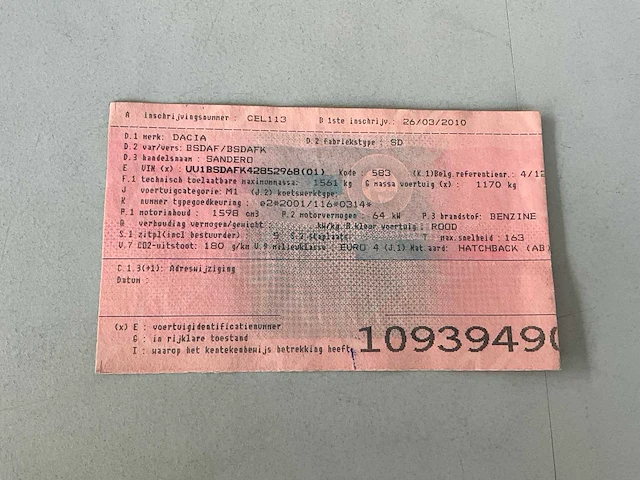 A inschrijvingsnummer : CEL113 B 1ste inschrijv.: 26/03/2010
D.1 merk: DACIA
D.2 var/vers: BSDAF/BSDAFK D.2 fabriekstype : SD
D.3 handelsnaam : SANDERO
E VIN (x) : UU1BSDAFK42852968(01) Kode : 583 (K.1)Belg.referentienr.: 4/12
F.1 technisch toelaatbare maximummassa: 1561 kg G massa voertuig (x): 1170 kg
J voertuigcategorie: M1 (J.2) koetswerktype:
K nummer typegoedkeuring : e2*2001/116*0314*
P.1 motorinhoud : 1598 cm3 P.2 motorvermogen : 64 kW P.3 brandstof: BENZINE
Q verhouding vermogen/gewicht : kW/kg R kleur voertuig : ROOD
S.1 zitpl(incl bestuurder) : 5 S.2 staplaats: T. max.snelheid : 163
V.7 CO2-uitstoot: 180 g/km V.9 milieuklasse: EURO 4 (J.1) Nat.aard: HATCHBACK (AB)
C 1.3(+1): Adreswijziging
Datum :
(x) E : voertuigidentificatienummer
G : in rijklare toestand
I : waarop het kentekenbewijs betrekking heeft
10939490